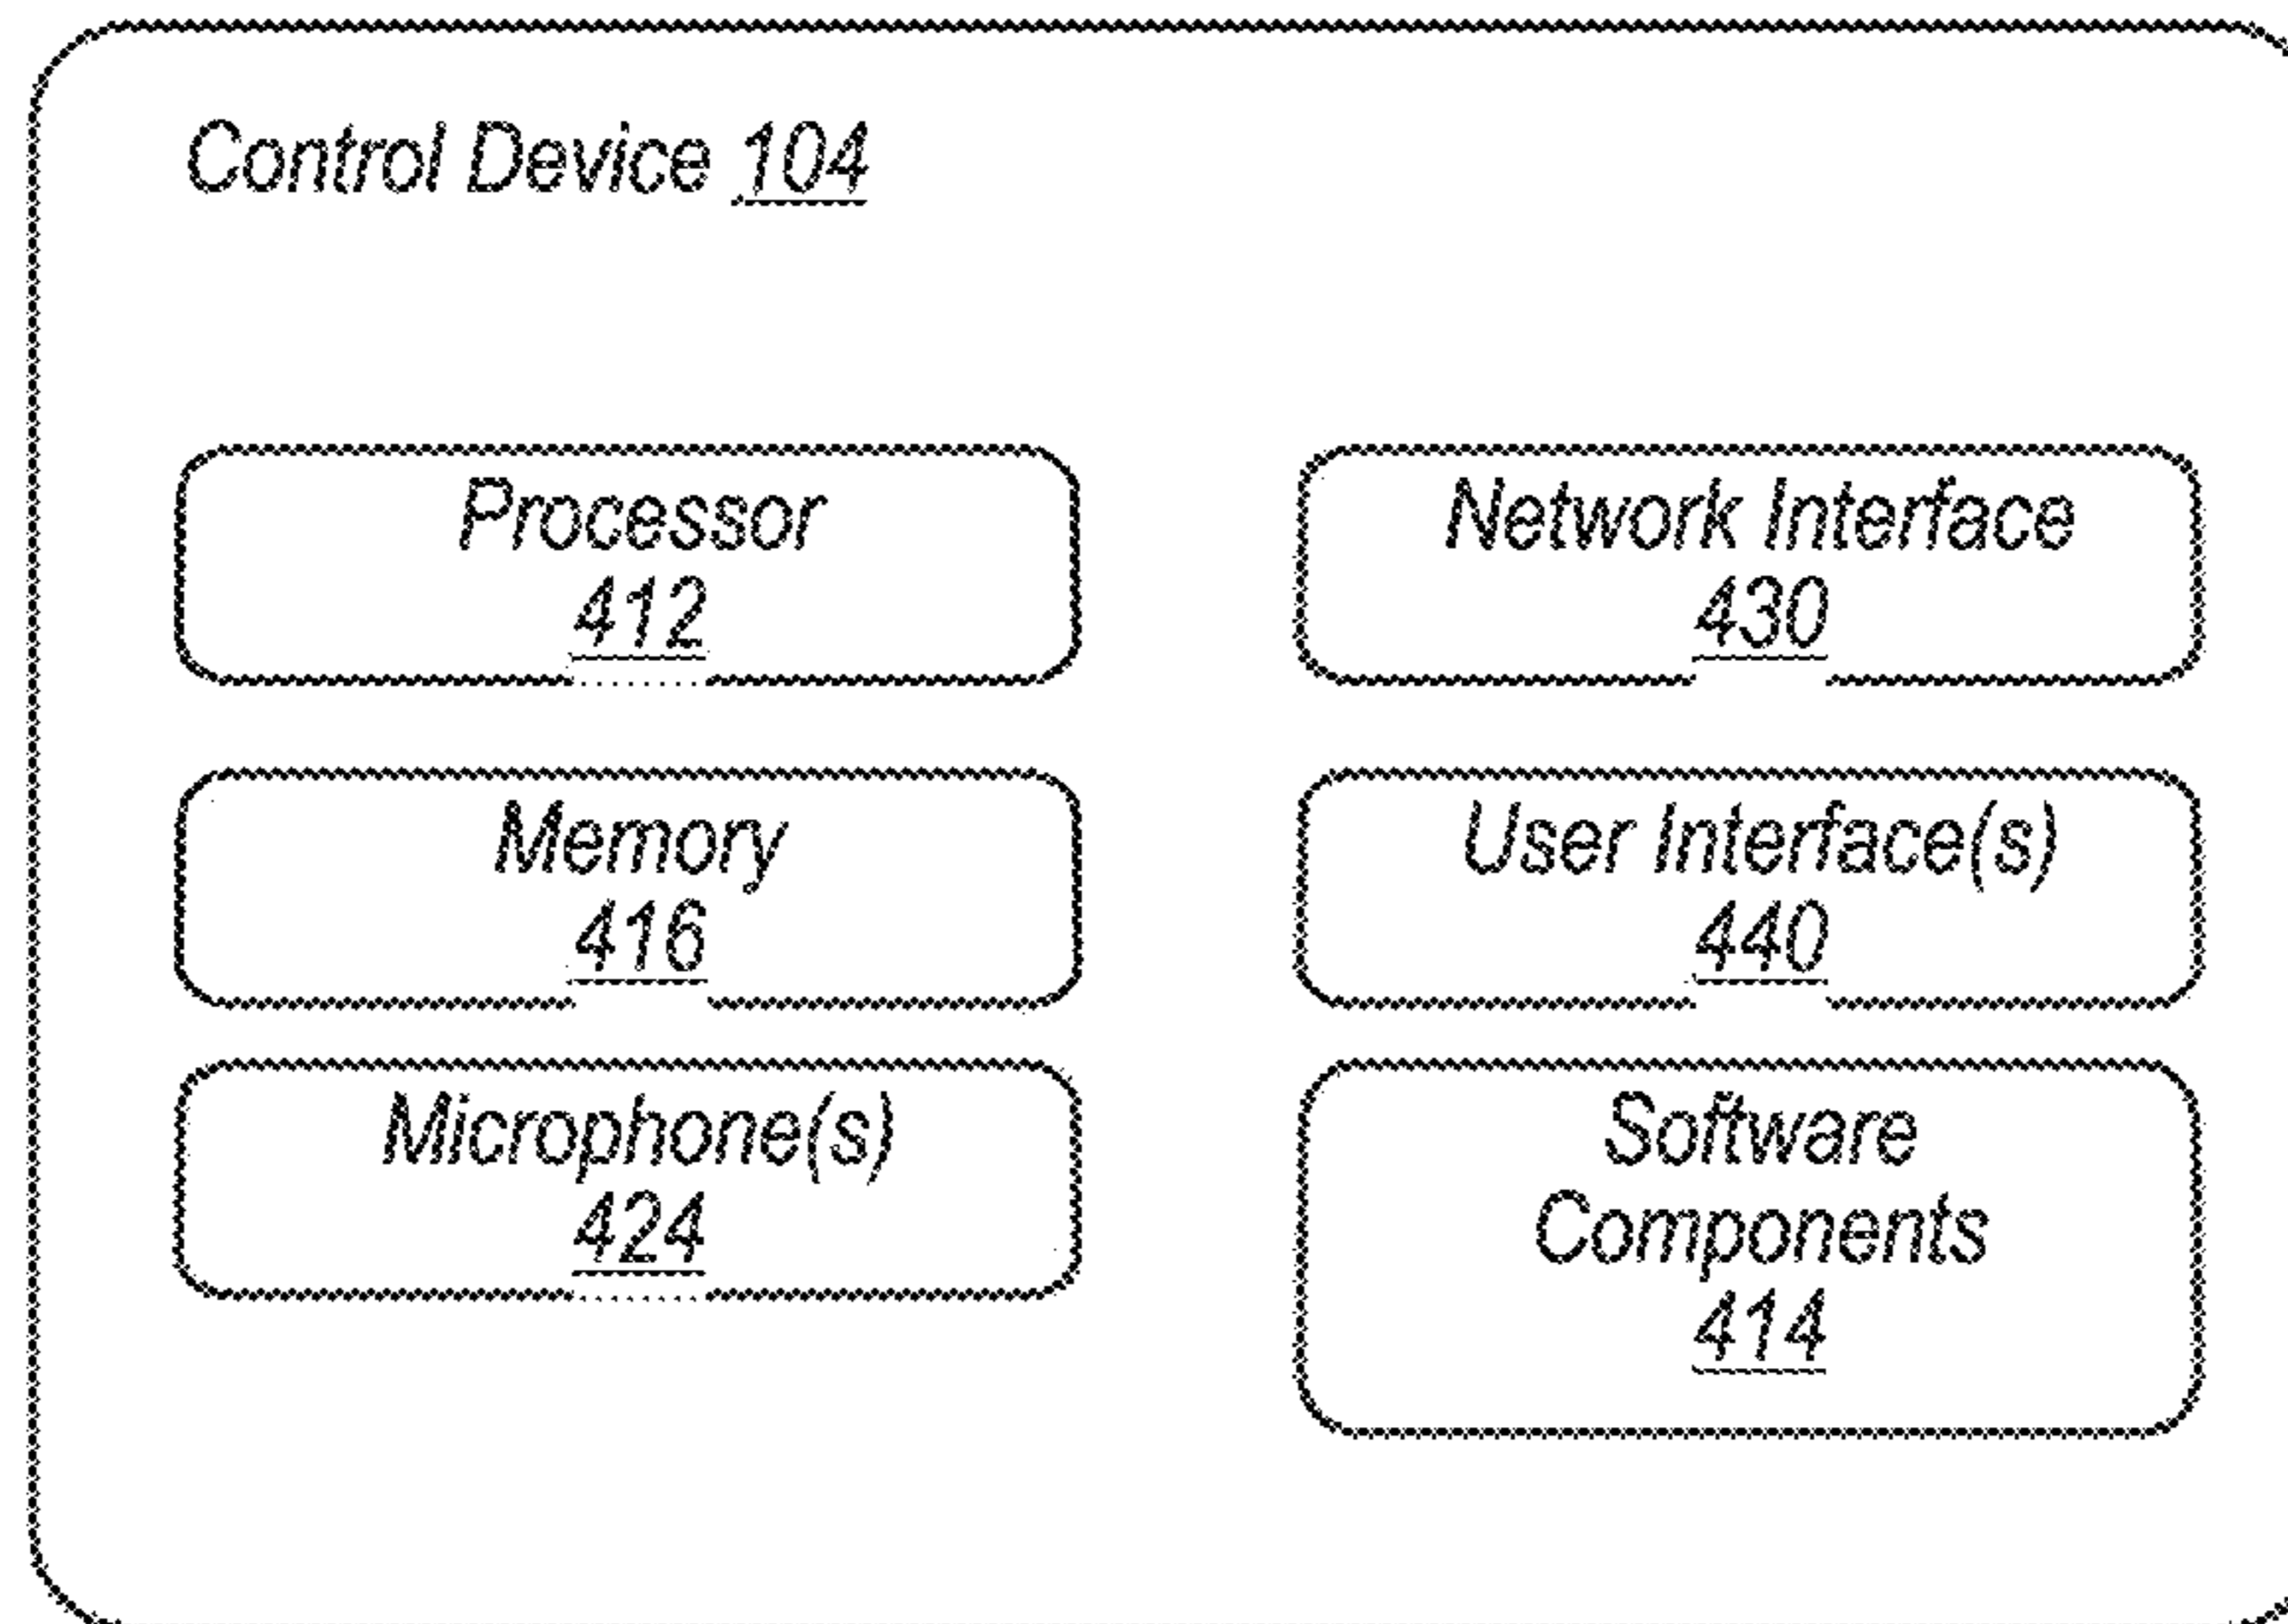 Control Device 104
Processor
412
Network Interface
430
Memory
416
User Interface(s)
440
Microphone(s)
424
Software
Components
414